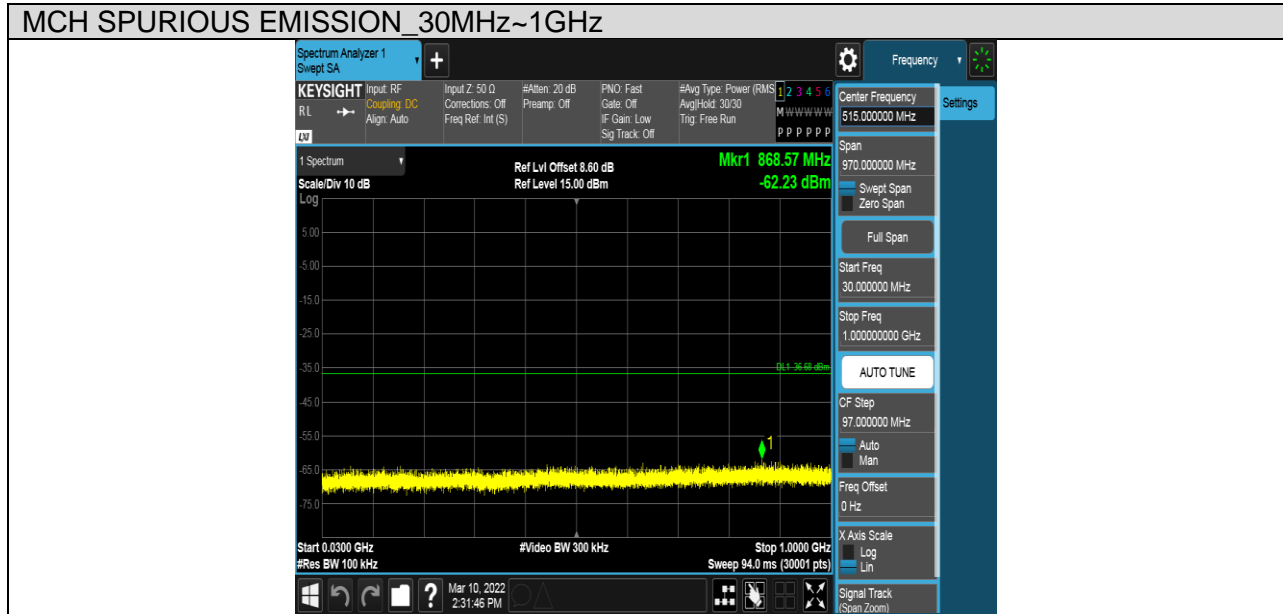 MCH SPURIOUS EMISSION_30MHz~1GHz
Spectrum Analyzer 1
Swept SA
+
Frequency
KEYSIGHT
RL
LXI
Input: RF
Coupling: DC
Align: Auto
Input Z: 50 Ω
Corrections: Off
Freq Ref: Int (S)
#Atten: 20 dB
Preamp: Off
PNO: Fast
Gate: Off
IF Gain: Low
Sig Track: Off
#Avg Type: Power (RMS
Avg|Hold: 30/30
Trig: Free Run
1 2 3 4 5 6
M W W W W W
P P P P P P
1 Spectrum
Scale/Div 10 dB
Log
Ref Lvl Offset 8.60 dB
Ref Level 15.00 dBm
Mkr1 868.57 MHz
-62.23 dBm
5.00
-5.00
-15.0
-25.0
-35.0
DL1 -36.68 dBm
-45.0
-55.0
1
-65.0
-75.0
Start 0.0300 GHz
#Res BW 100 kHz
#Video BW 300 kHz
Stop 1.0000 GHz
Sweep 94.0 ms (30001 pts)
Center Frequency
515.000000 MHz
Settings
Span
970.000000 MHz
Swept Span
Zero Span
Full Span
Start Freq
30.000000 MHz
Stop Freq
1.000000000 GHz
AUTO TUNE
CF Step
97.000000 MHz
Auto
Man
Freq Offset
0 Hz
X Axis Scale
Log
Lin
Signal Track
(Span Zoom)
?
Mar 10, 2022
2:31:46 PM